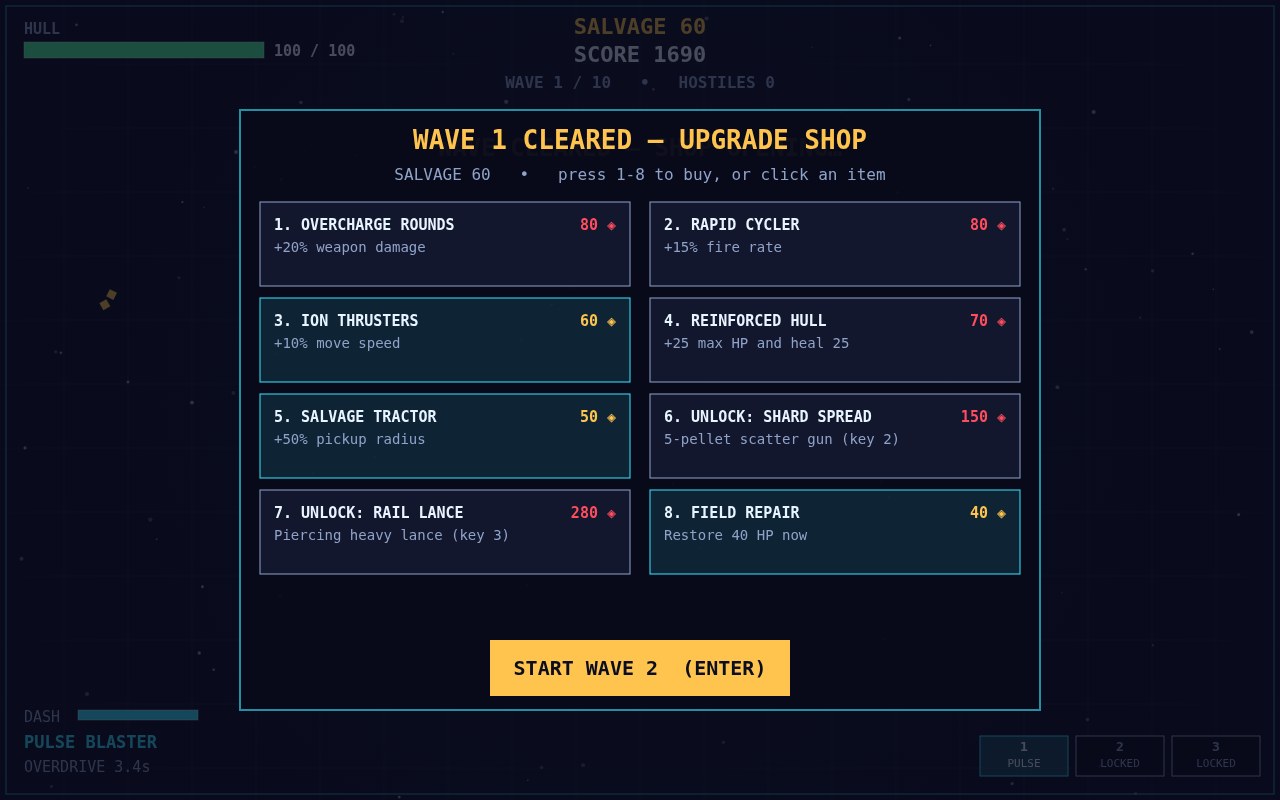 HULL
100 / 100
SALVAGE 60
SCORE 1690
WAVE 1 / 10 • HOSTILES 0
WAVE 1 CLEARED — UPGRADE SHOP
SALVAGE 60 • press 1-8 to buy, or click an item
1. OVERCHARGE ROUNDS 80 ◈
+20% weapon damage
2. RAPID CYCLER 80 ◈
+15% fire rate
3. ION THRUSTERS 60 ◈
+10% move speed
4. REINFORCED HULL 70 ◈
+25 max HP and heal 25
5. SALVAGE TRACTOR 50 ◈
+50% pickup radius
6. UNLOCK: SHARD SPREAD 150 ◈
5-pellet scatter gun (key 2)
7. UNLOCK: RAIL LANCE 280 ◈
Piercing heavy lance (key 3)
8. FIELD REPAIR 40 ◈
Restore 40 HP now
START WAVE 2 (ENTER)
DASH
PULSE BLASTER
OVERDRIVE 3.4s
1
PULSE
2
LOCKED
3
LOCKED